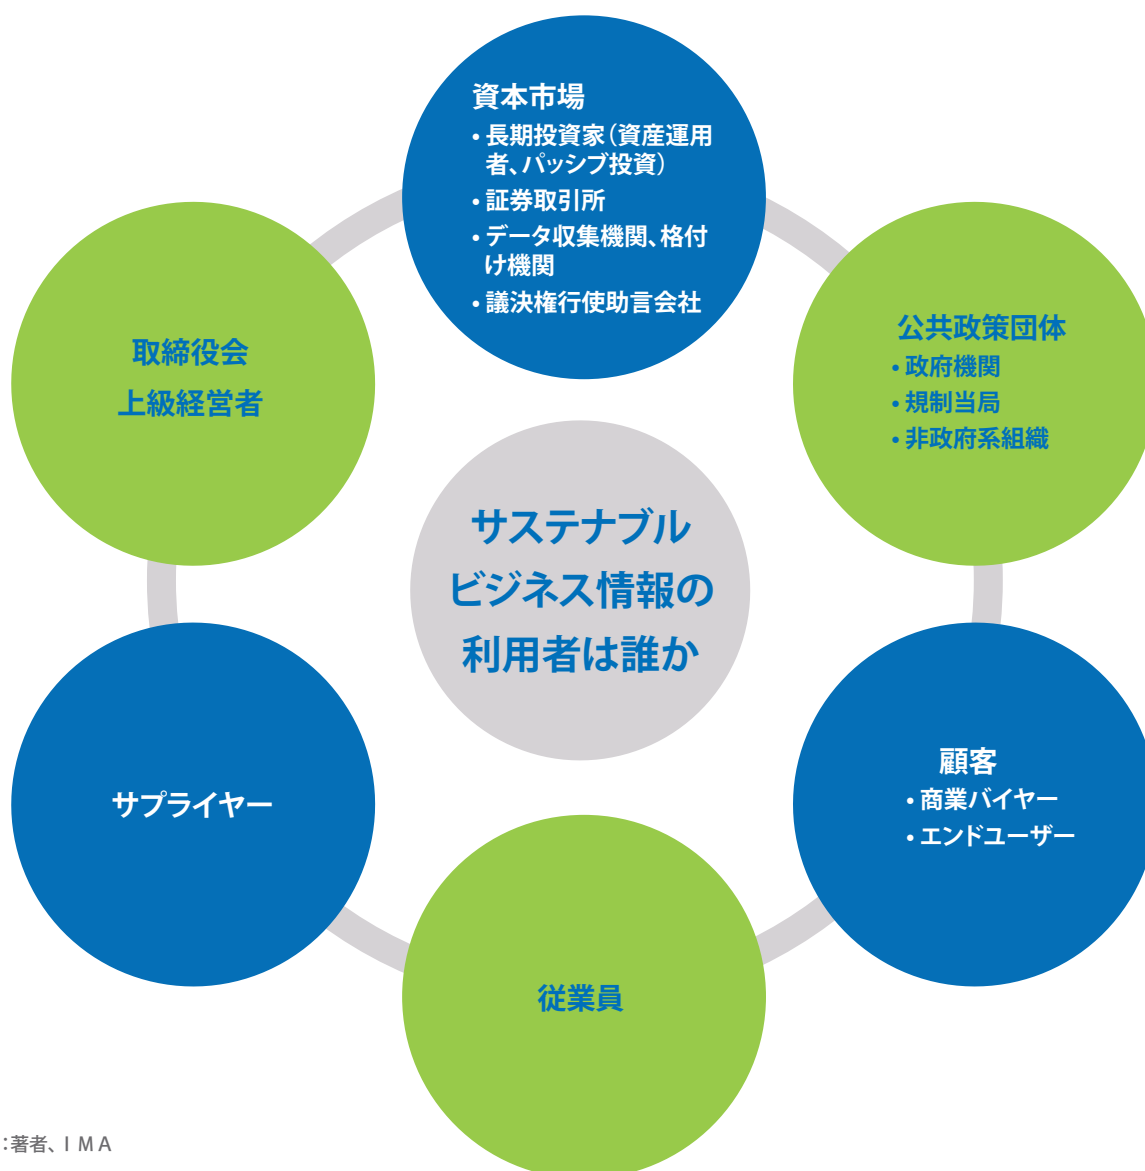 資本市場
• 長期投資家（資産運用
者、パッシブ投資）
• 証券取引所
• データ収集機関、格付
け機関
• 議決権行使助言会社
公共政策団体
• 政府機関
• 規制当局
• 非政府系組織
取締役会
上級経営者
サステナブル
ビジネス情報の
利用者は誰か
サプライヤー
顧客
• 商業バイヤー
• エンドユーザー
従業員
：著者、ＩＭＡ